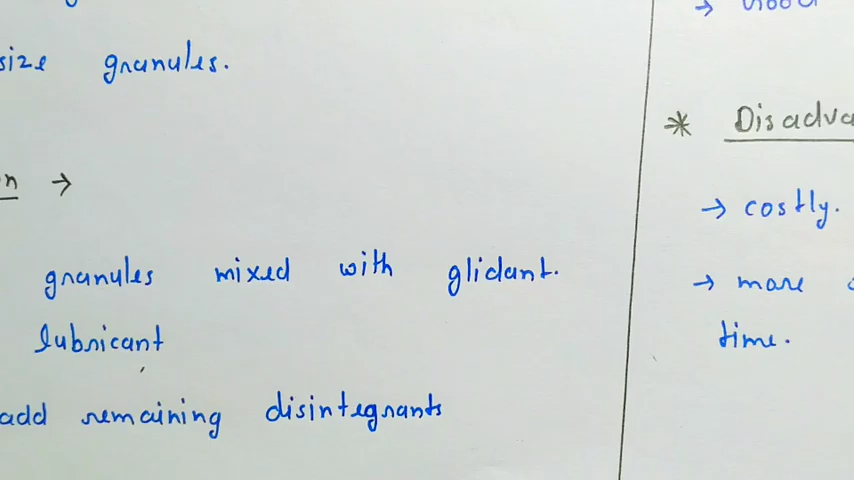 size granules.
→
granules mixed with glidant.
lubricant
add remaining disintegrants
* Disadva
→ costly.
→ more
time.